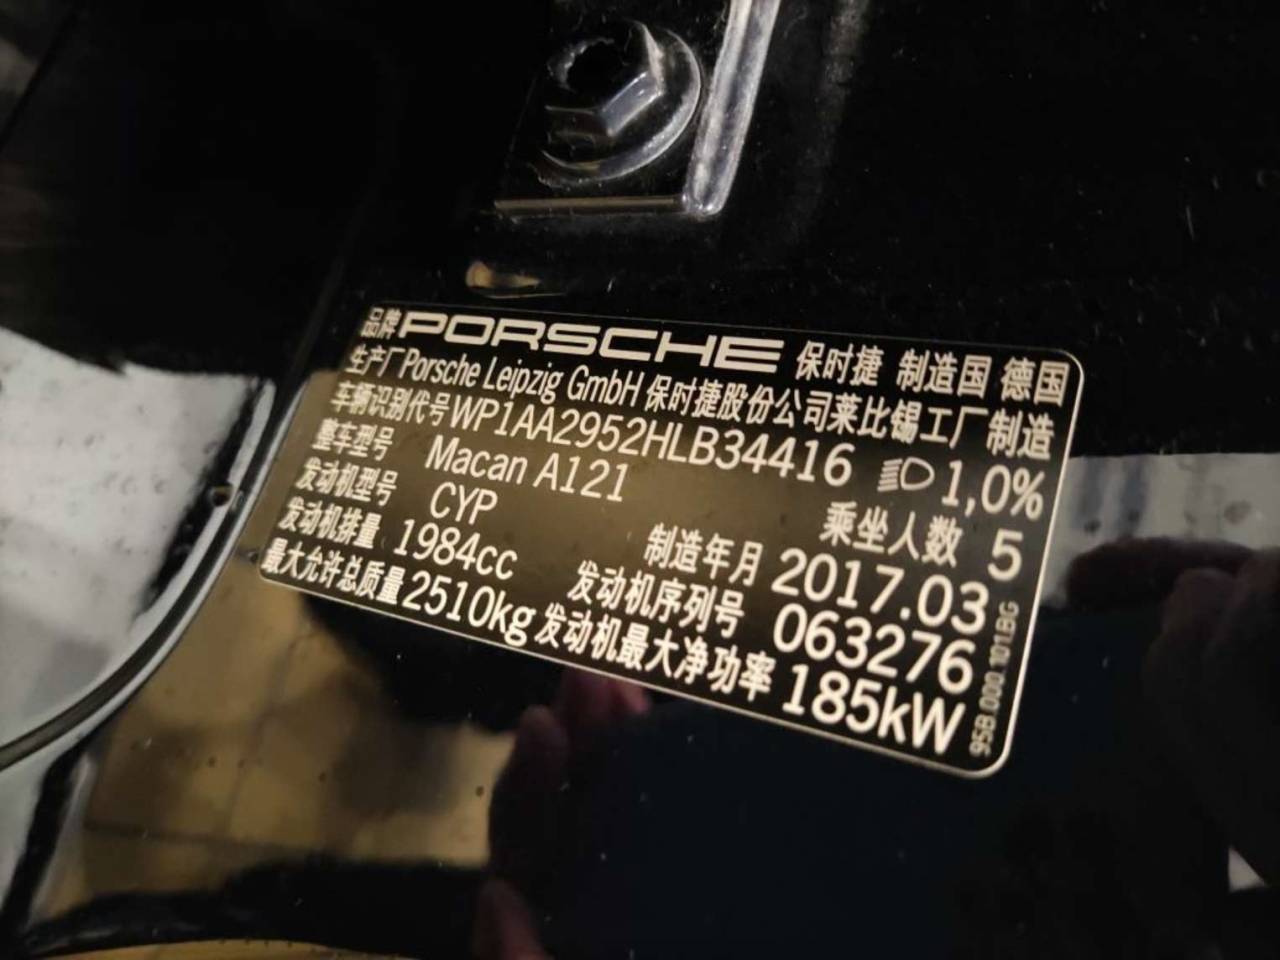 品牌 PORSCHE 保时捷 制造国 德国
生产厂 Porsche Leipzig GmbH 保时捷股份公司莱比锡工厂制造
车辆识别代号 WP1AA2952HLB34416 1,0%
整车型号 Macan A121 乘坐人数 5
发动机型号 CYP 制造年月 2017.03
发动机排量 1984cc 发动机序列号 063276
最大允许总质量 2510kg 发动机最大净功率 185kW
95B.000.101.BG